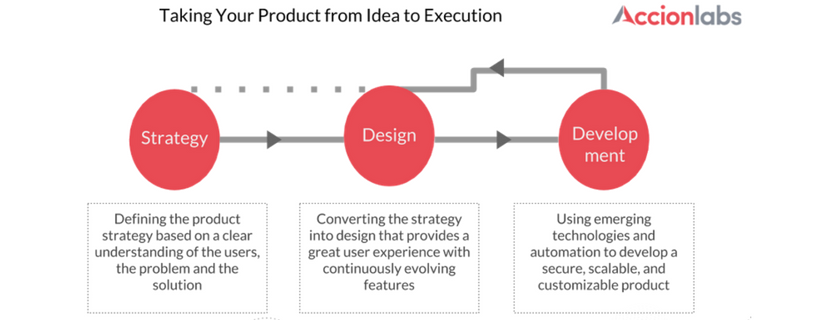 Taking Your Product from Idea to Execution
Accionlabs
Strategy
Design
Develop
ment
Defining the product
strategy based on a clear
understanding of the users,
the problem and the
solution
Converting the strategy
into design that provides a
great user experience with
continuously evolving
features
Using emerging
technologies and
automation to develop a
secure, scalable, and
customizable product